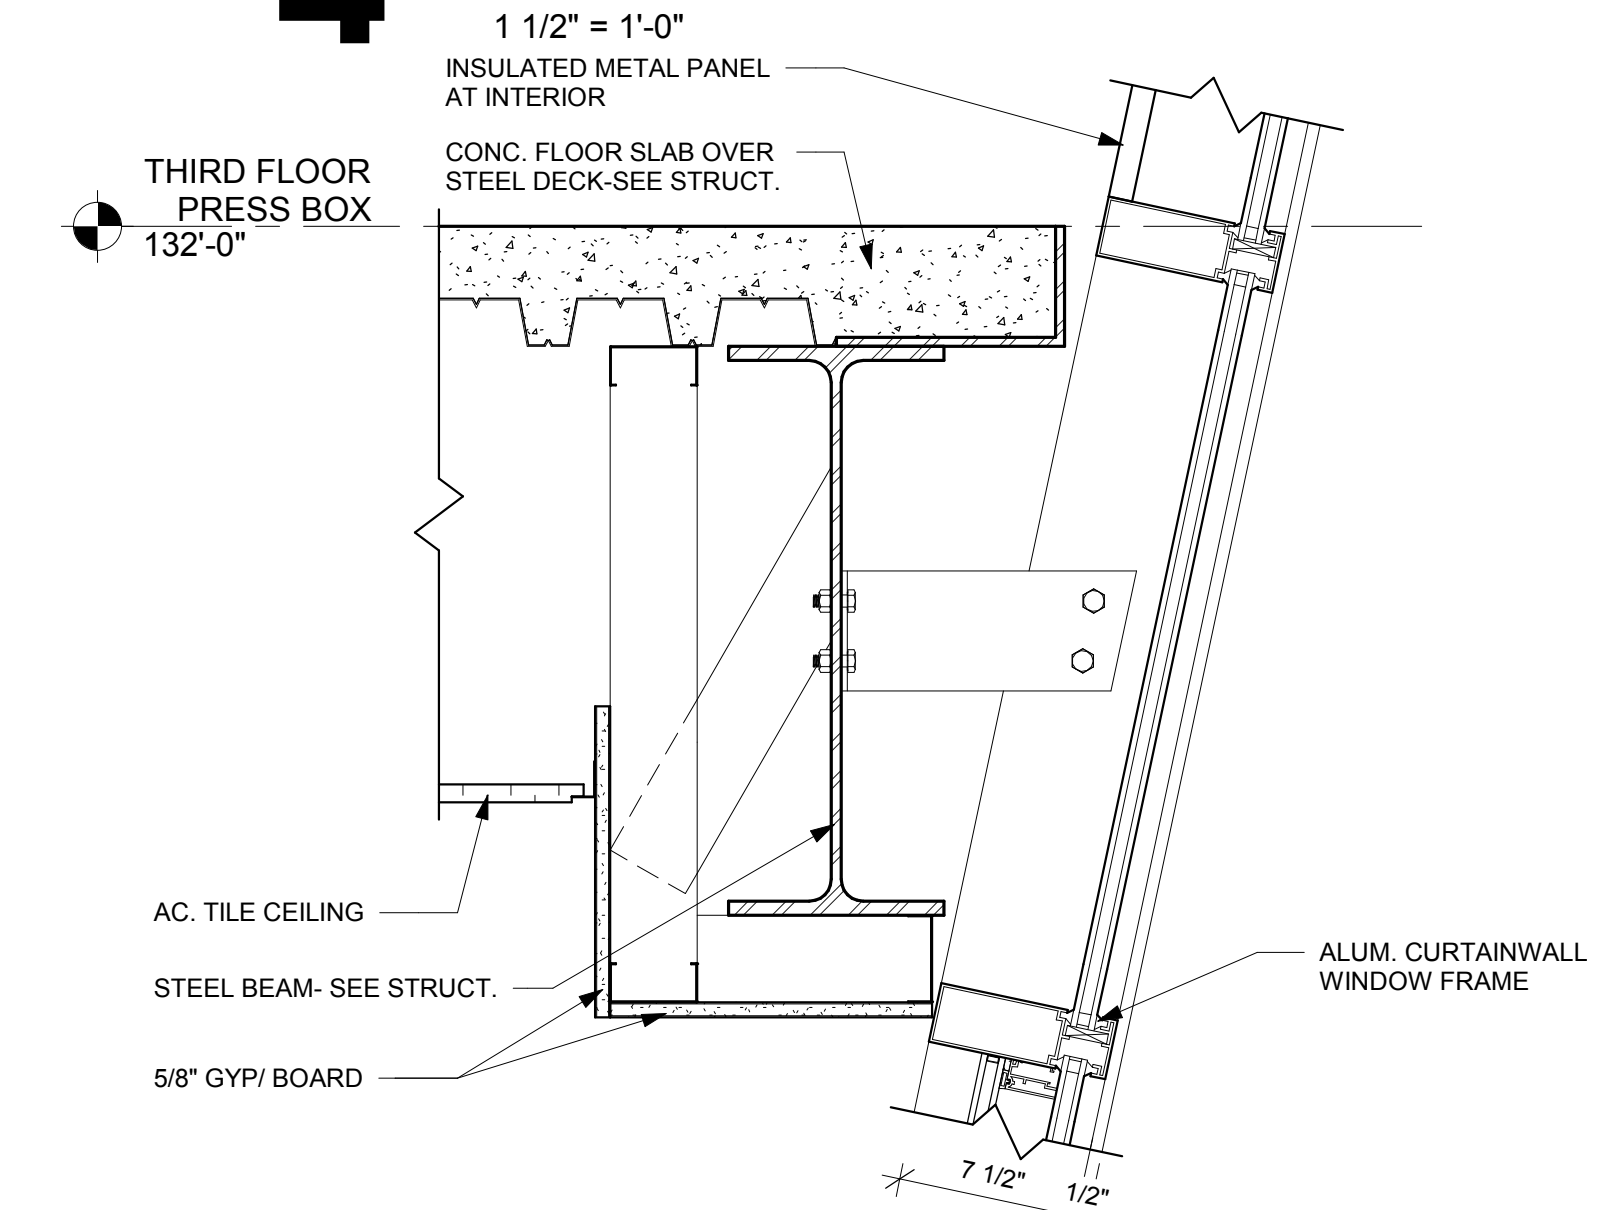 1 1/2" = 1'-0"
INSULATED METAL PANEL
AT INTERIOR
CONC. FLOOR SLAB OVER
STEEL DECK-SEE STRUCT.
THIRD FLOOR
PRESS BOX
132'-0"
AC. TILE CEILING
STEEL BEAM- SEE STRUCT.
5/8" GYP/ BOARD
ALUM. CURTAINWALL
WINDOW FRAME
7 1/2"
1/2"